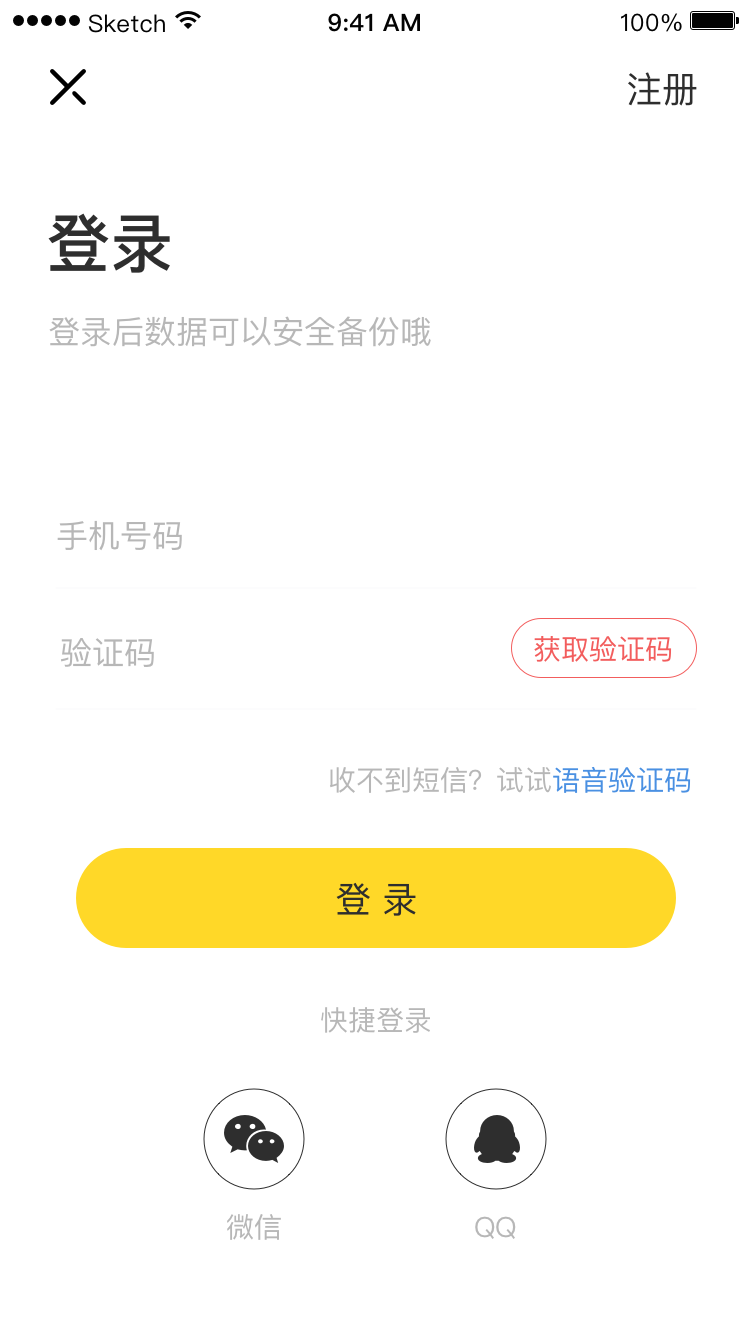 Sketch 9:41 AM 100%
注册
登录
登录后数据可以安全备份哦
手机号码
验证码 获取验证码
收不到短信？试试语音验证码
登 录
快捷登录
微信 QQ